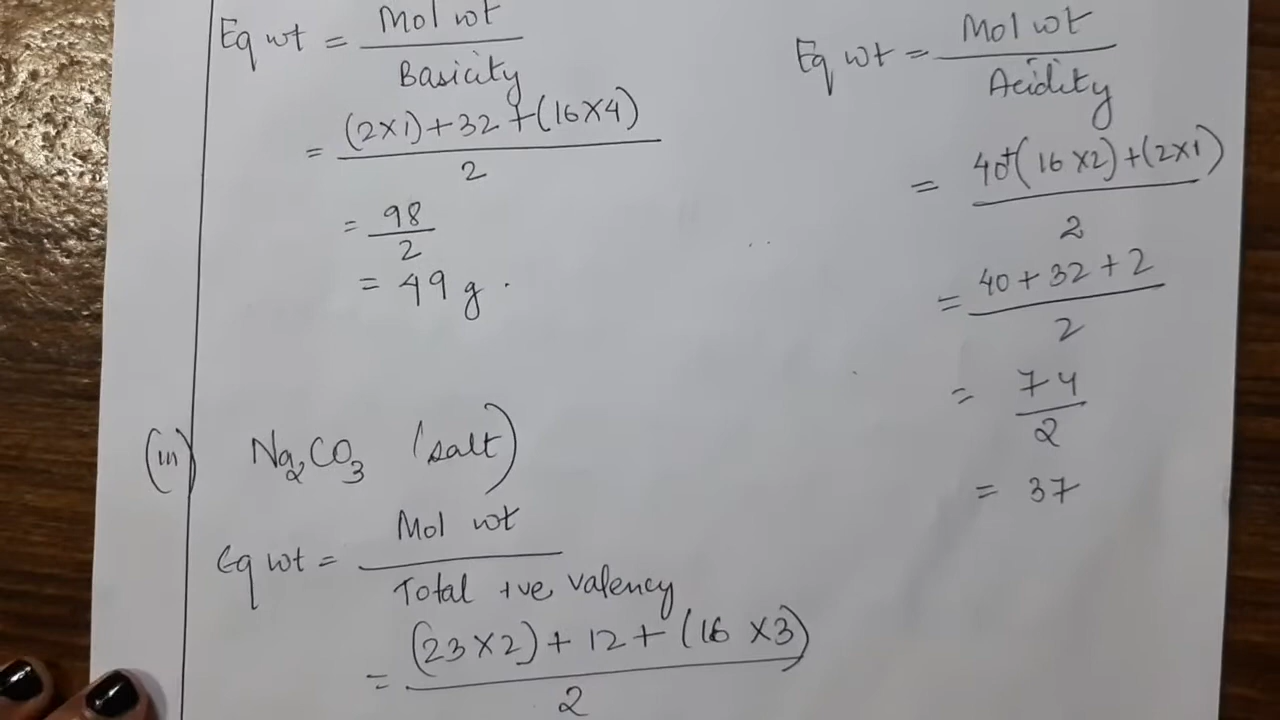 Eq wt = Mol wt / Basicity
= (2×1)+32+(16×4) / 2
= 98 / 2
= 49 g.
Eq wt = Mol wt / Acidity
= 40+(16×2)+(2×1) / 2
= 40+32+2 / 2
= 74 / 2
= 37
(iii) Na₂CO₃ (salt)
Eq wt = Mol wt / Total +ve valency
= (23×2)+12+(16×3) / 2